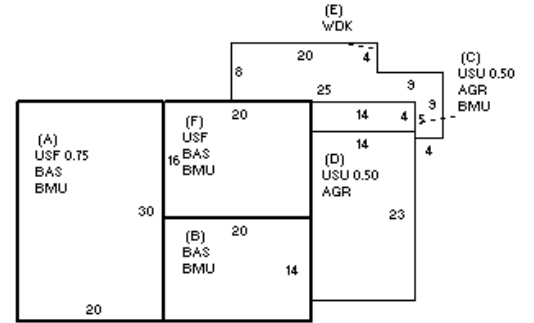 (E)
WDK
20
4
8
9
(C)
USU 0.50
AGR
BMU
25
9
20
14
4
5
(A)
USF 0.75
BAS
BMU
(F)
USF
BAS
BMU
16
14
4
(D)
USU 0.50
AGR
30
23
20
(B)
BAS
BMU
14
20